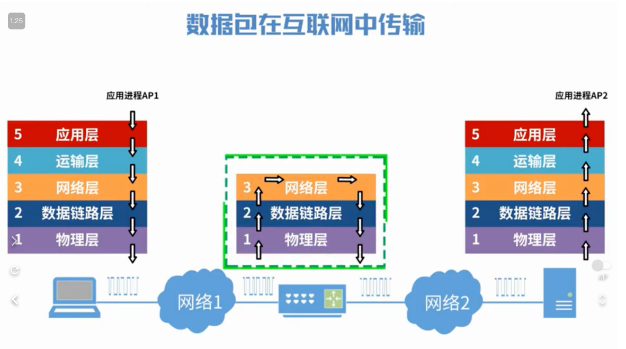 1.25
数据包在互联网中传输
应用进程AP1
5 应用层
4 运输层
3 网络层
2 数据链路层
1 物理层
3 网络层
2 数据链路层
1 物理层
应用进程AP2
5 应用层
4 运输层
3 网络层
2 数据链路层
1 物理层
网络1
网络2